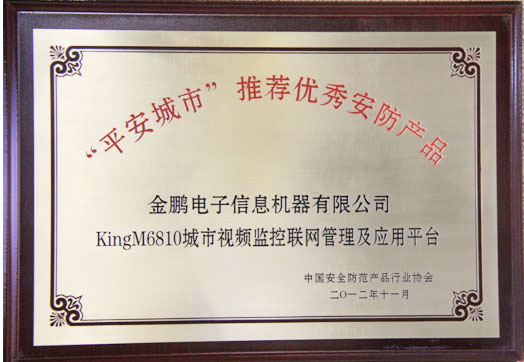 “平安城市”推荐优秀安防产品
金鹏电子信息机器有限公司
KingM6810城市视频监控联网管理及应用平台
中国安全防范产品行业协会
二〇一二年十一月